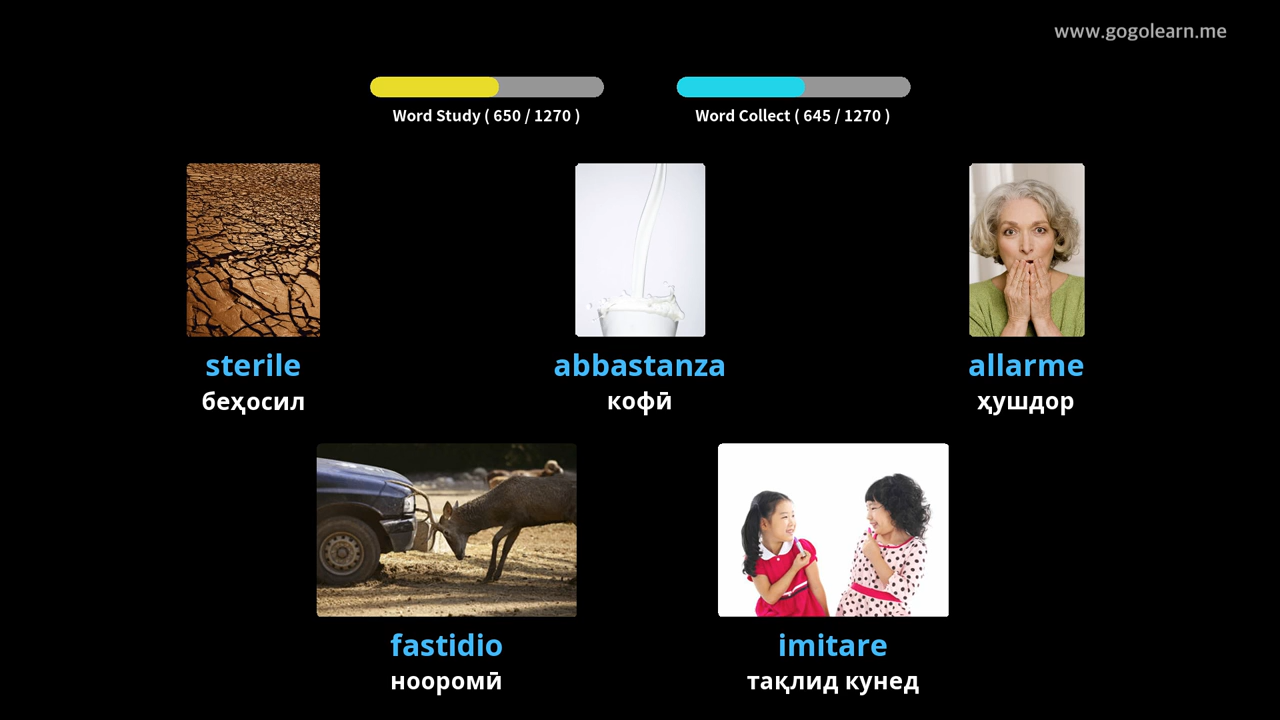 www.gogolearn.me
Word Study ( 650 / 1270 )
Word Collect ( 645 / 1270 )
sterile
беҳосил
abbastanza
кофӣ
allarme
ҳушдор
fastidio
нооромӣ
imitare
тақлид кунед